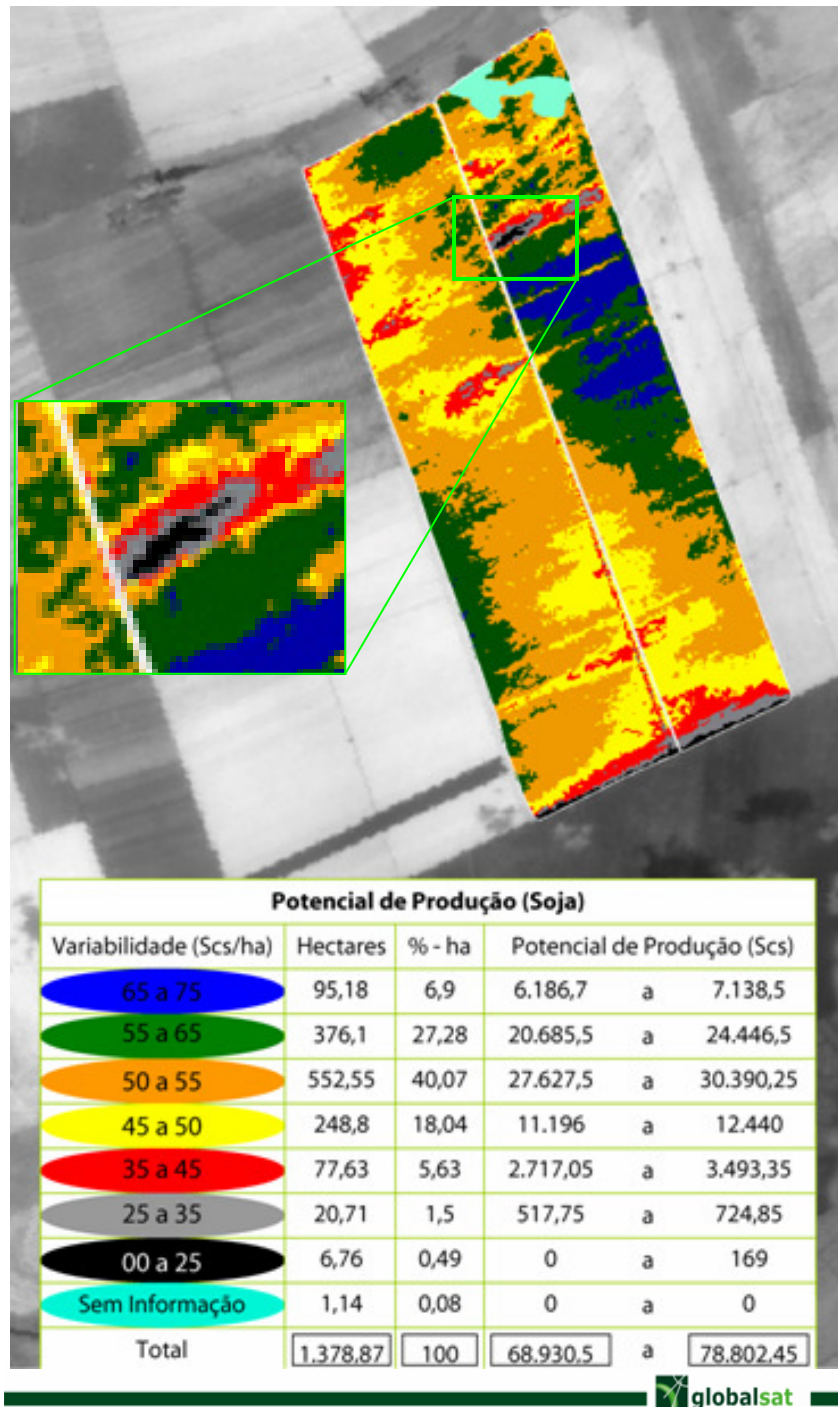 Potencial de Produção (Soja)
Variabilidade (Scs/ha) Hectares % - ha Potencial de Produção (Scs)
65 a 75 95,18 6,9 6.186,7 a 7.138,5
55 a 65 376,1 27,28 20.685,5 a 24.446,5
50 a 55 552,55 40,07 27.627,5 a 30.390,25
45 a 50 248,8 18,04 11.196 a 12.440
35 a 45 77,63 5,63 2.717,05 a 3.493,35
25 a 35 20,71 1,5 517,75 a 724,85
00 a 25 6,76 0,49 0 a 169
Sem Informação 1,14 0,08 0 a 0
Total 1.378,87 100 68.930,5 a 78.802,45
globalsat